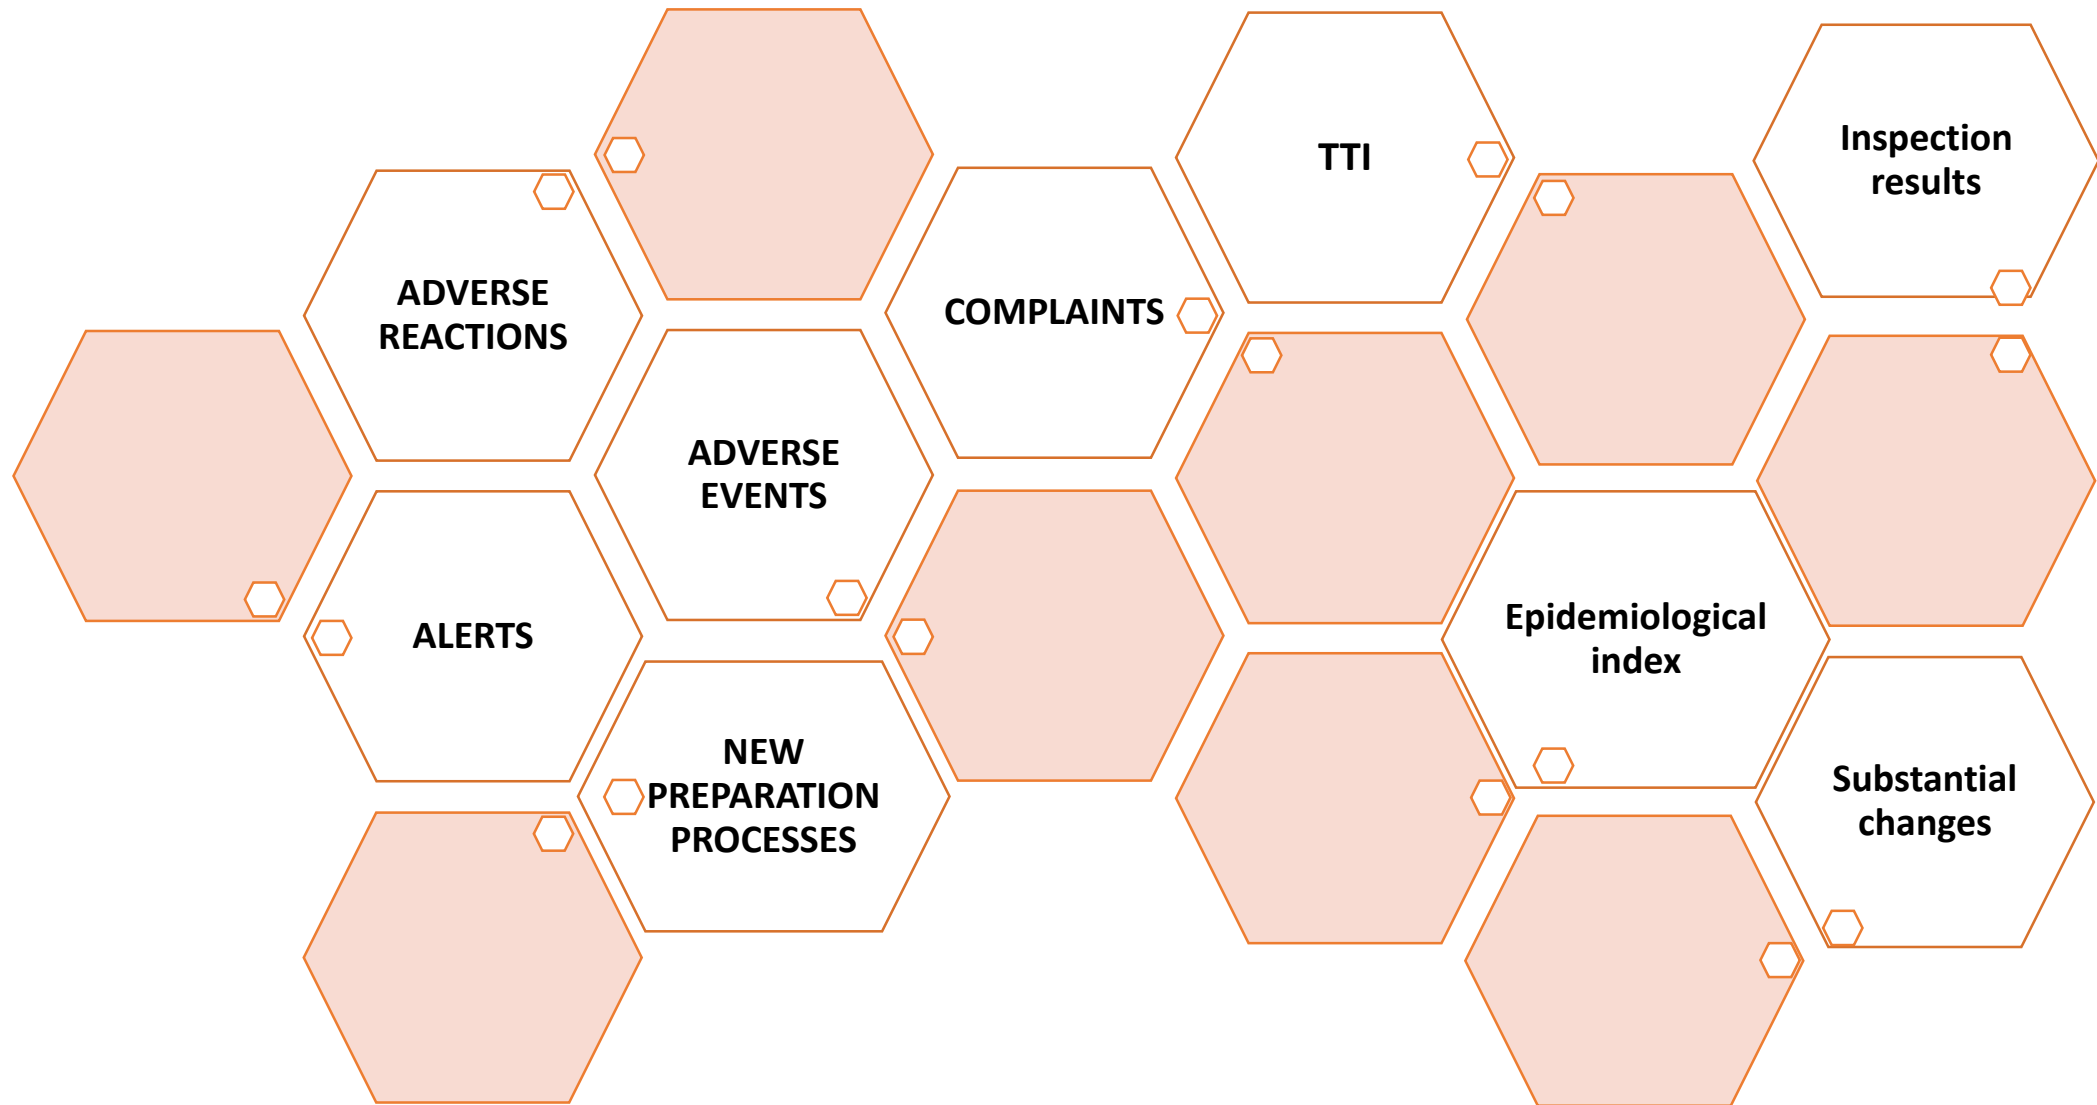 TTI
Inspection
results
ADVERSE
REACTIONS
COMPLAINTS
ADVERSE
EVENTS
ALERTS
Epidemiological
index
NEW
PREPARATION
PROCESSES
Substantial
changes